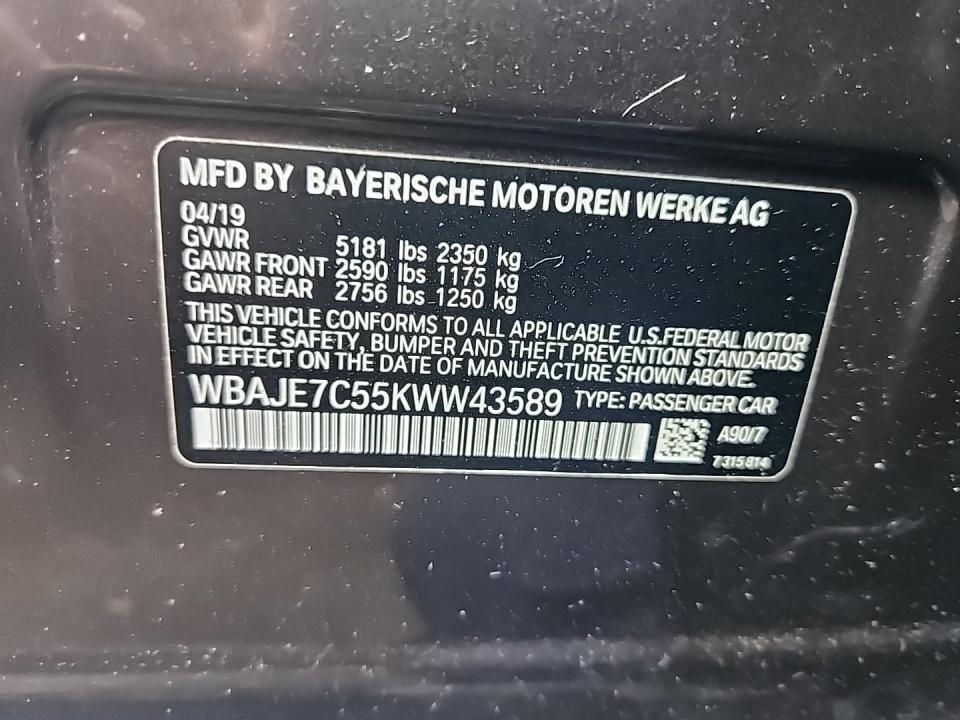 MFD BY BAYERISCHE MOTOREN WERKE AG
04/19
GVWR 5181 lbs 2350 kg
GAWR FRONT 2590 lbs 1175 kg
GAWR REAR 2756 lbs 1250 kg
THIS VEHICLE CONFORMS TO ALL APPLICABLE U.S.FEDERAL MOTOR
VEHICLE SAFETY, BUMPER AND THEFT PREVENTION STANDARDS
IN EFFECT ON THE DATE OF MANUFACTURE SHOWN ABOVE.
WBAJE7C55KWW43589 TYPE: PASSENGER CAR
A90/7
7315814